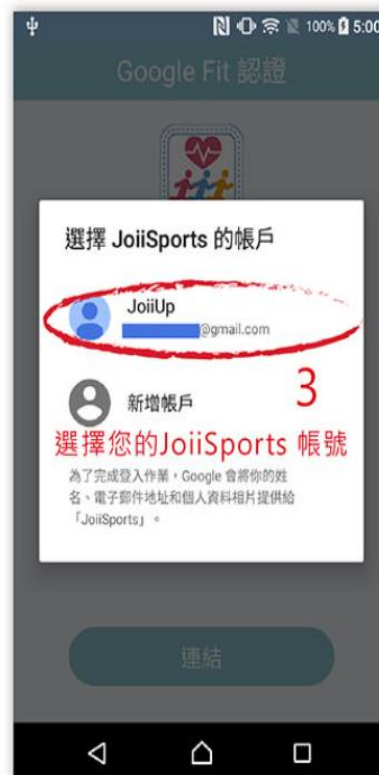 100% 5:00
Google Fit 認證
選擇 JoiiSports 的帳戶
JoiiUp
@gmail.com
新增帳戶
3
選擇您的JoiiSports 帳號
為了完成登入作業，Google 會將你的姓
名、電子郵件地址和個人資料相片提供給
「JoiiSports」。
連結